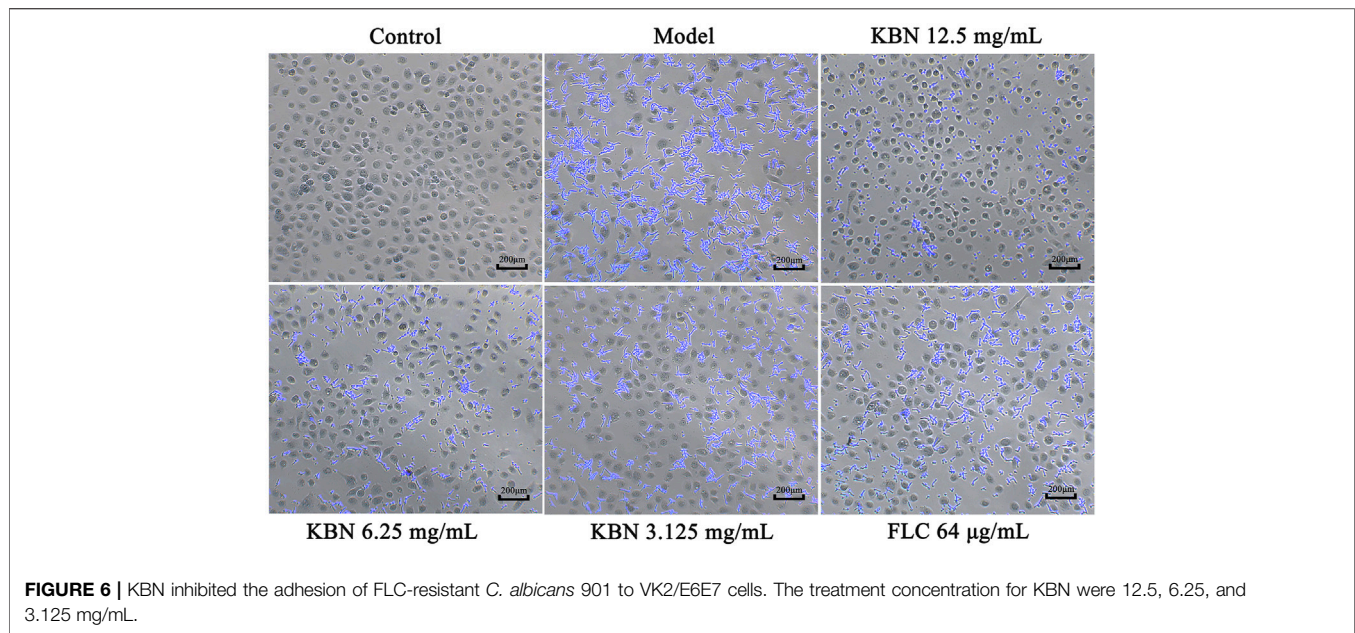 Control Model KBN 12.5 mg/mL
200μm 200μm 200μm
200μm 200μm 200μm
KBN 6.25 mg/mL KBN 3.125 mg/mL FLC 64 μg/mL
FIGURE 6 | KBN inhibited the adhesion of FLC-resistant C. albicans 901 to VK2/E6E7 cells. The treatment concentration for KBN were 12.5, 6.25, and
3.125 mg/mL.